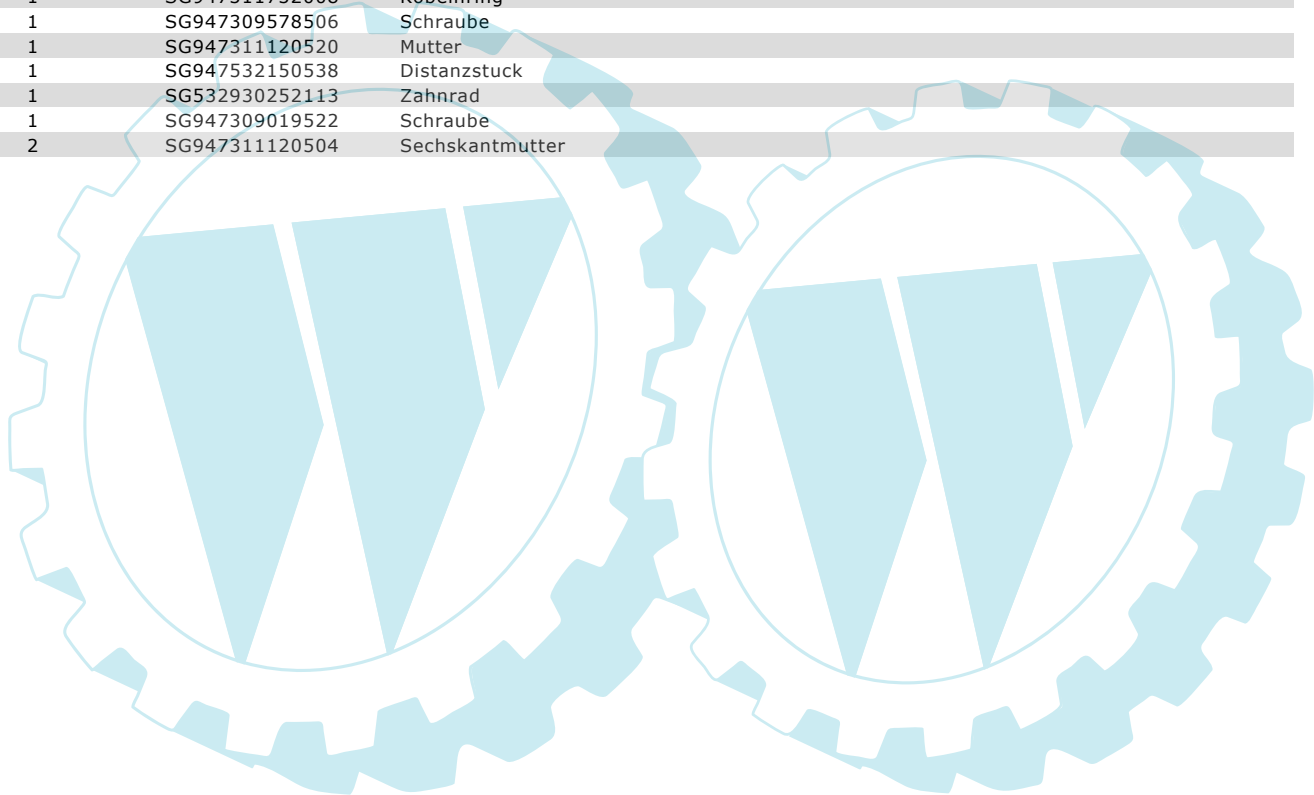 1 SG947309578506 Schraube
1 SG947311120520 Mutter
1 SG947532150538 Distanzstuck
1 SG532930252113 Zahnrad
1 SG947309019522 Schraube
2 SG947311120504 Sechskantmutter